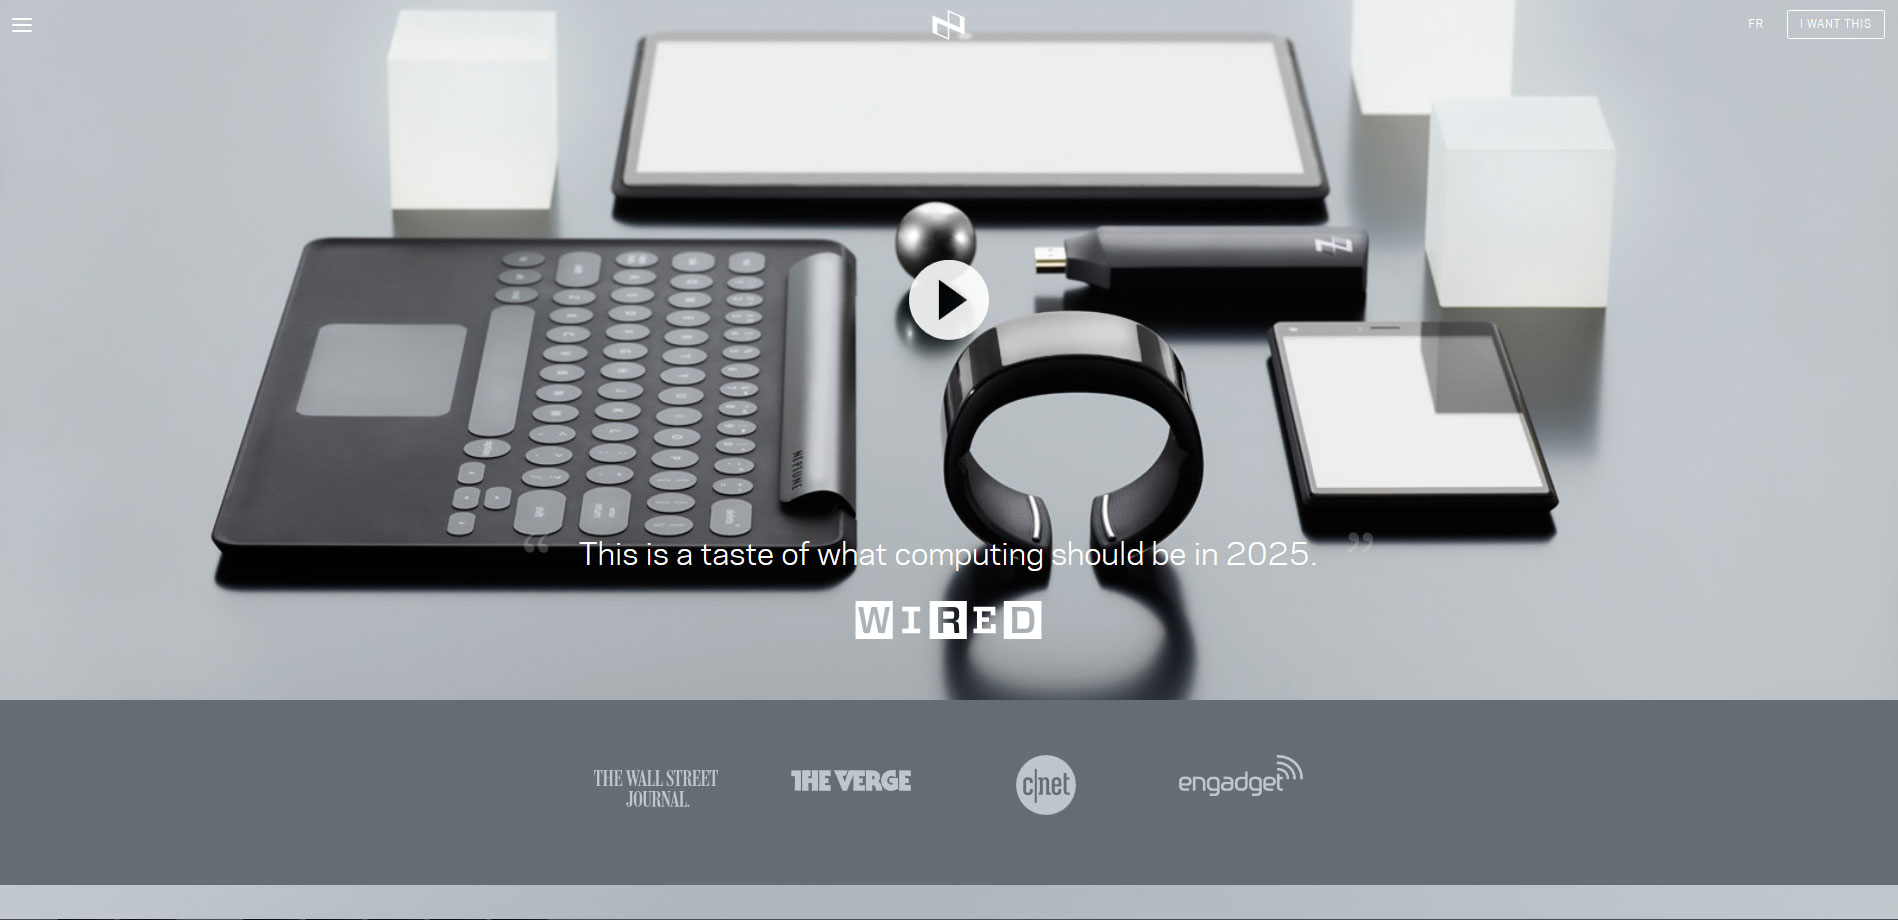 FR
I WANT THIS
NEPTUNE
“This is a taste of what computing should be in 2025.”
WIRED
THE WALL STREET
JOURNAL.
THE VERGE
c|net
engadget